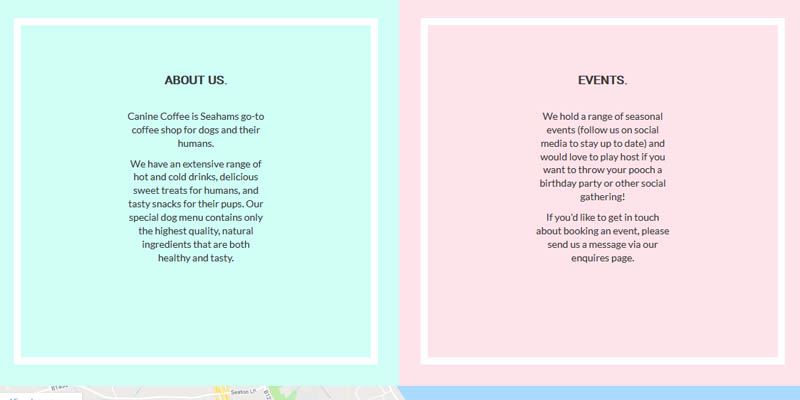 ABOUT US.
Canine Coffee is Seahams go-to
coffee shop for dogs and their
humans.
We have an extensive range of
hot and cold drinks, delicious
sweet treats for humans, and
tasty snacks for their pups. Our
special dog menu contains only
the highest quality, natural
ingredients that are both
healthy and tasty.
EVENTS.
We hold a range of seasonal
events (follow us on social
media to stay up to date) and
would love to play host if you
want to throw your pooch a
birthday party or other social
gathering!
If you'd like to get in touch
about booking an event, please
send us a message via our
enquires page.
Seaton Ln